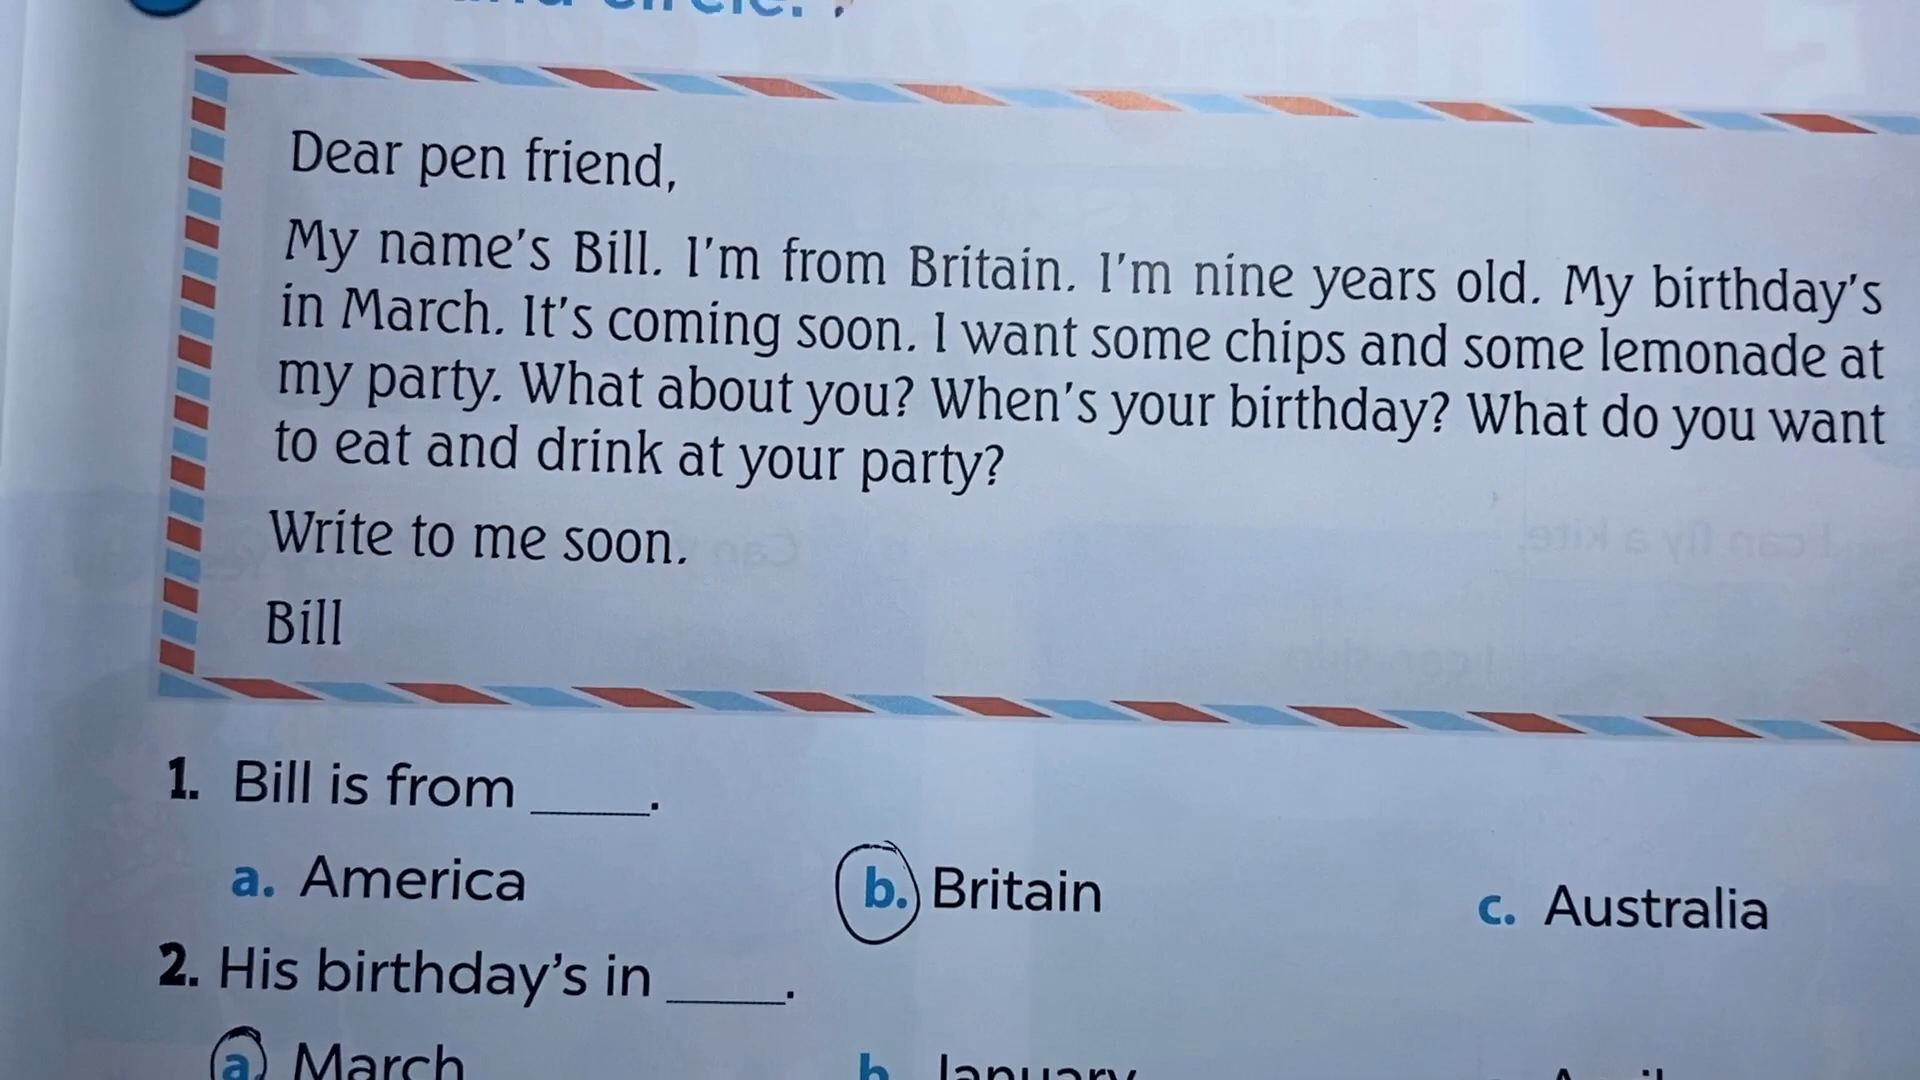 Dear pen friend,
My name's Bill. I'm from Britain. I'm nine years old. My birthday's
in March. It's coming soon. I want some chips and some lemonade at
my party. What about you? When's your birthday? What do you want
to eat and drink at your party?
Write to me soon.
Bill
1. Bill is from ____.
a. America
b. Britain
c. Australia
2. His birthday's in ____.
a March
b January